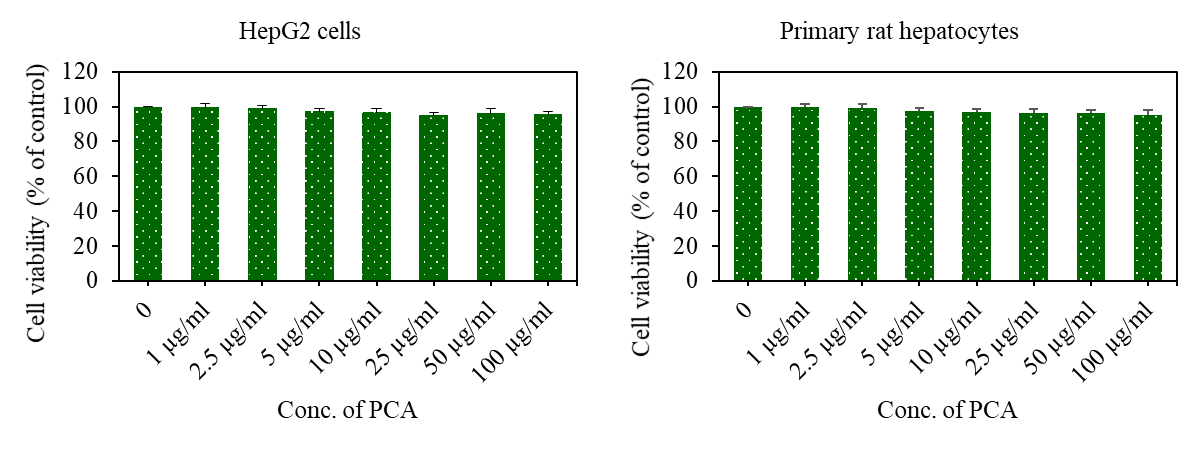 HepG2 cells
Cell viability (% of control)
120
100
80
60
40
20
0
0
1 μg/ml
2.5 μg/ml
5 μg/ml
10 μg/ml
25 μg/ml
50 μg/ml
100 μg/ml
Conc. of PCA
Primary rat hepatocytes
Cell viability (% of control)
120
100
80
60
40
20
0
0
1 μg/ml
2.5 μg/ml
5 μg/ml
10 μg/ml
25 μg/ml
50 μg/ml
100 μg/ml
Conc. of PCA